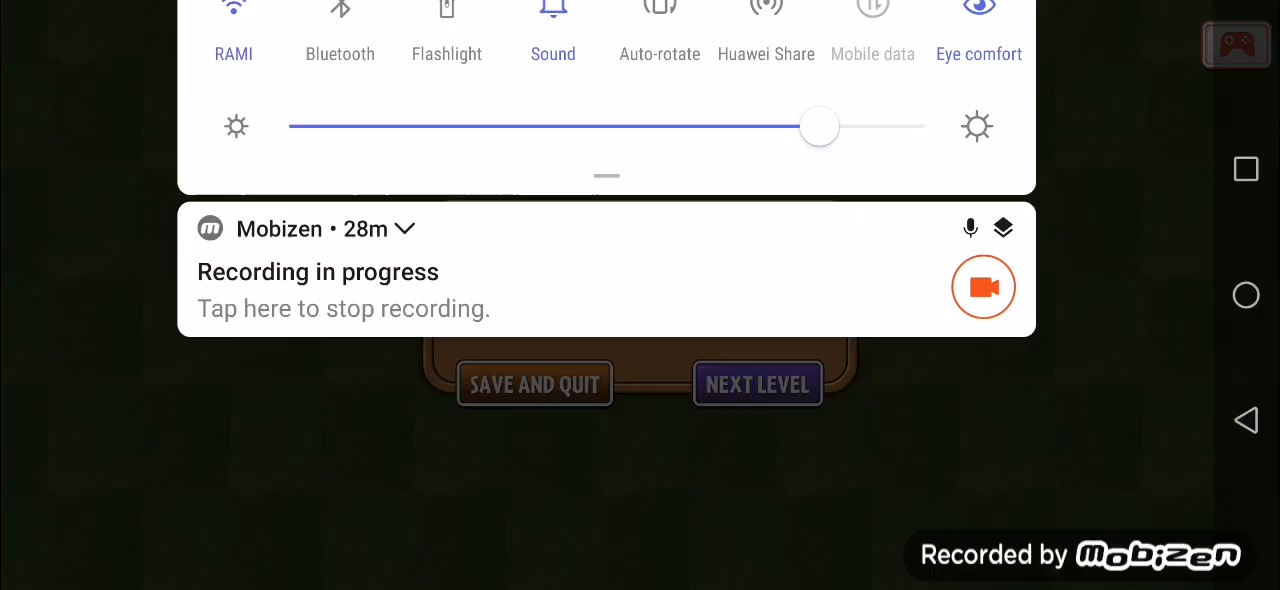 RAMI
Bluetooth
Flashlight
Sound
Auto-rotate
Huawei Share
Mobile data
Eye comfort
Mobizen • 28m
Recording in progress
Tap here to stop recording.
SAVE AND QUIT
NEXT LEVEL
Recorded by mobizen